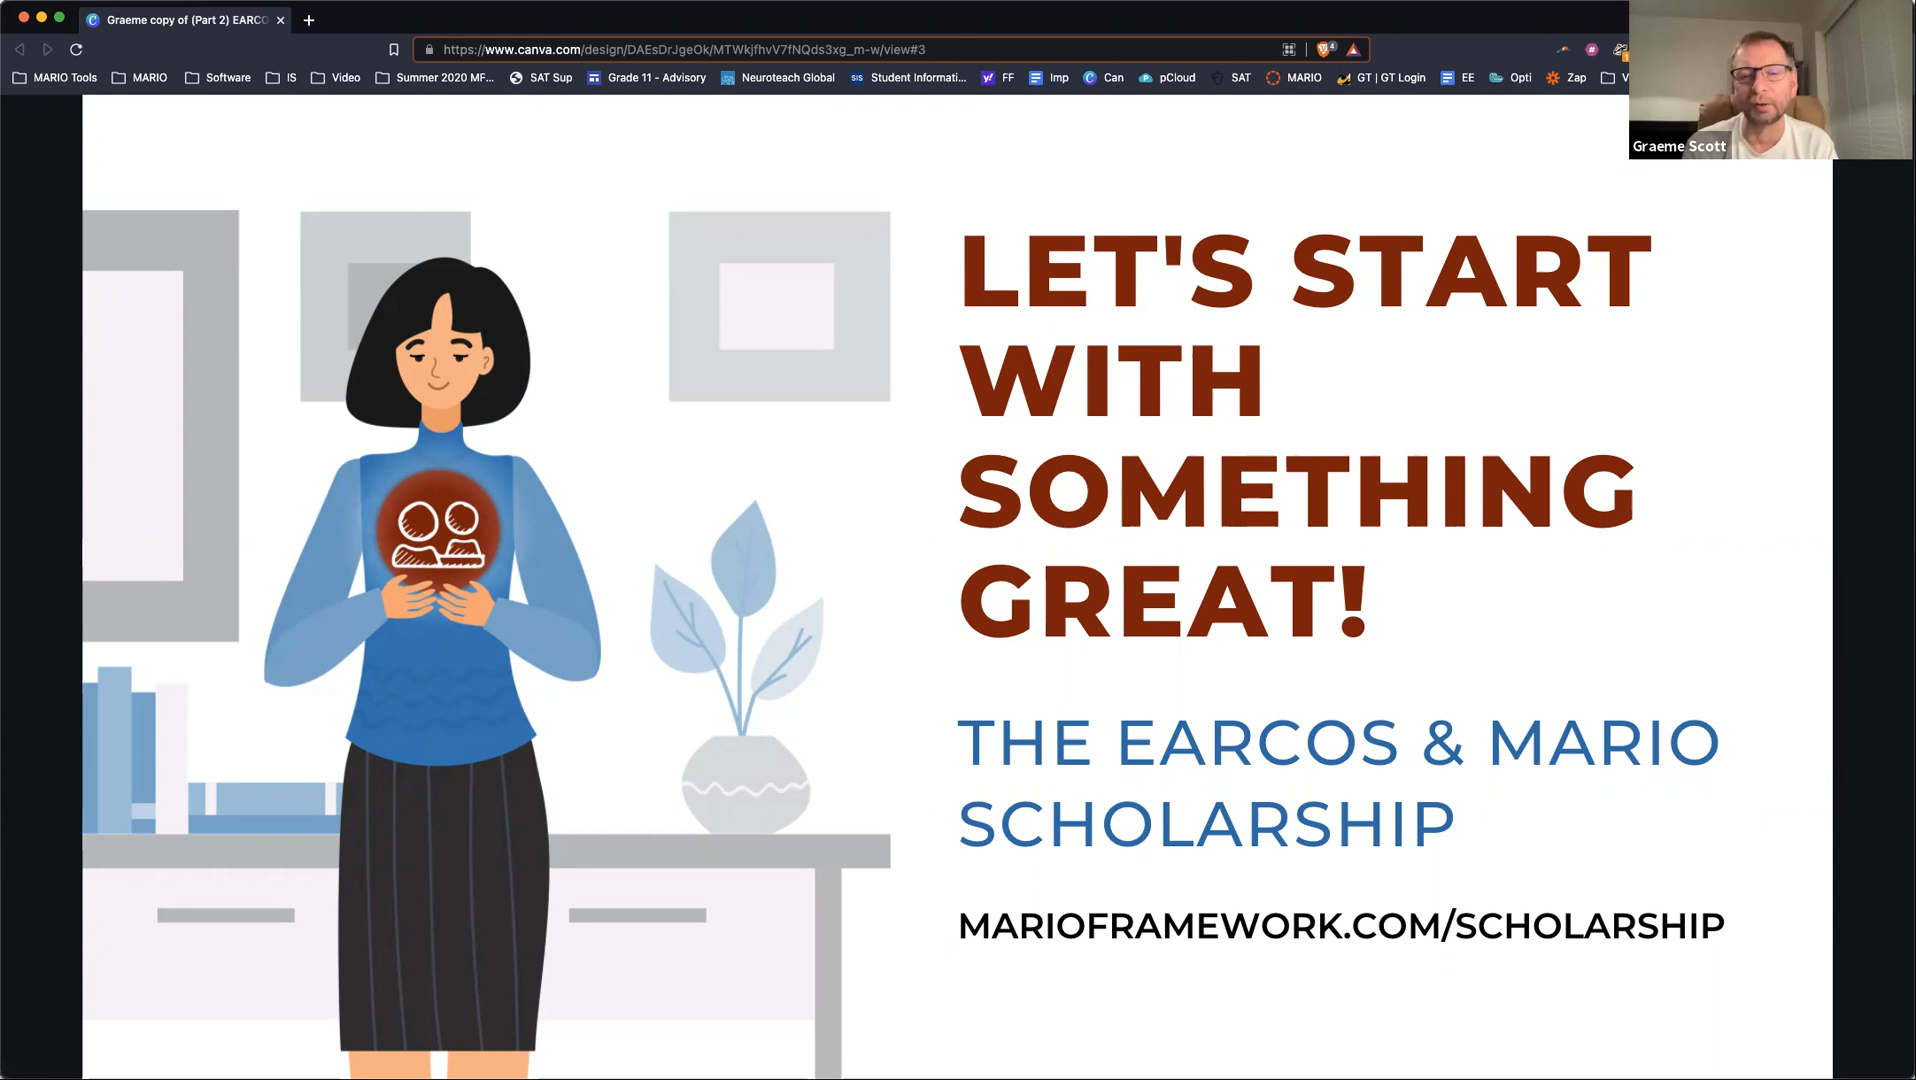 Graeme copy of (Part 2) EARCO
https://www.canva.com/design/DAEsDrJgeOk/MTWkjfhvV7fNQds3xg_m-w/view#3
4
MARIO Tools MARIO Software IS Video Summer 2020 MF... SAT Sup Grade 11 - Advisory Neuroteach Global SIS Student Informati... FF Imp Can pCloud SAT MARIO GT | GT Login EE Opti Zap V
Graeme Scott
LET'S START
WITH
SOMETHING
GREAT!
THE EARCOS & MARIO
SCHOLARSHIP
MARIOFRAMEWORK.COM/SCHOLARSHIP